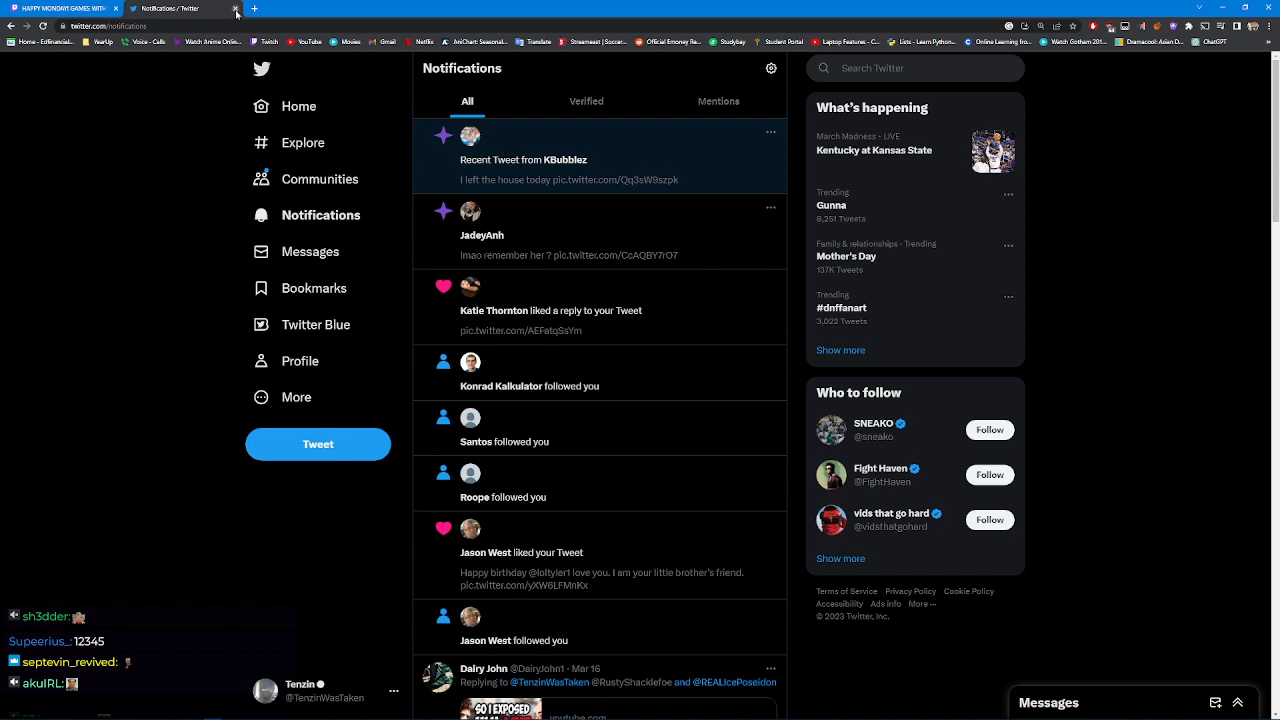 HAPPY MONDAY! GAMES WITH
Notifications / Twitter
twitter.com/notifications
Home - Edfinancial...
YearUp
Voice - Calls
Watch Anime Onlin...
Twitch
YouTube
Movies
Gmail
Netflix
AniChart
Translate
Streameast | Soccer...
Official Emorey Re...
Studybay
Student Portal
Laptop Features:...
Lists - Learn Python...
Online Learning fro...
Watch Gotham 201...
ChatGPT
Home
Explore
Communities
Notifications
Messages
Bookmarks
Twitter Blue
Profile
More
Tweet
sh3dder:
Supeerius_: 12345
septevin_revived:
akuIRL:
Tenzin
@TenzinWasTaken
Notifications
All
Verified
Mentions
Recent Tweet from KBubblez
I left the house today pic.twitter.com/Qq3sW9szpk
JadeyAnh
lmao remember her ? pic.twitter.com/CcAQBY7rO7
Katie Thornton liked a reply to your Tweet
pic.twitter.com/AEFatqSsYm
Konrad Kalkulator followed you
Santos followed you
Roope followed you
Jason West liked your Tweet
Happy birthday @loltyler1 love you. I am your little brother's friend.
pic.twitter.com/yXW6LFMnKx
Jason West followed you
Dairy John @DairyJohn1 · Mar 16
Replying to @TenzinWasTaken @RustyShacklefoe and @REALIcePoseidon
SO I EXPOSED
youtube.com
Search Twitter
What's happening
March Madness · LIVE
Kentucky at Kansas State
Trending
Gunna
8,251 Tweets
Family & relationships · Trending
Mother's Day
137K Tweets
Trending
#dnffanart
3,022 Tweets
Show more
Who to follow
SNEAKO
@sneako
Follow
Fight Haven
@FightHaven
Follow
vids that go hard
@vidsthatgohard
Follow
Show more
Terms of Service Privacy Policy Cookie Policy
Accessibility Ads info More ···
© 2023 Twitter, Inc.
Messages